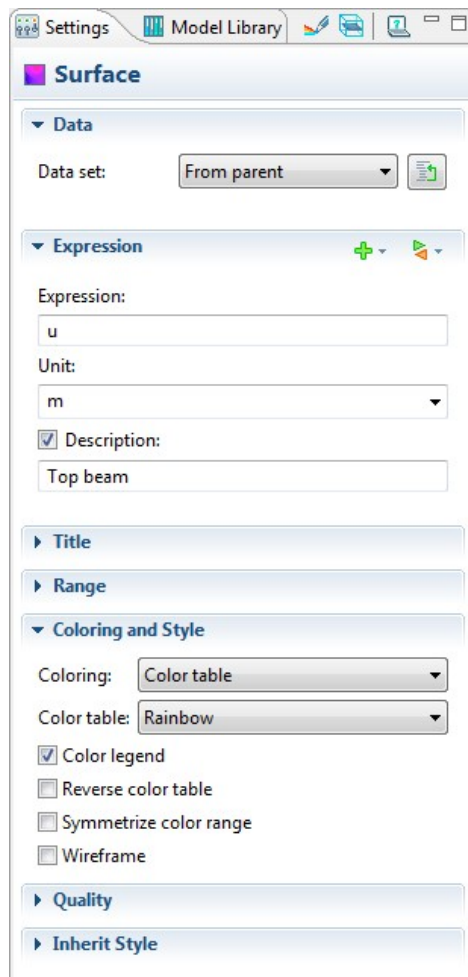 Settings Model Library
Surface
Data
Data set: From parent
Expression
Expression:
u
Unit:
m
Description:
Top beam
Title
Range
Coloring and Style
Coloring: Color table
Color table: Rainbow
Color legend
Reverse color table
Symmetrize color range
Wireframe
Quality
Inherit Style